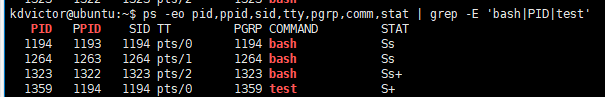 kdvictor@ubuntu:~$ ps -eo pid,ppid,sid,tty,pgrp,comm,stat | grep -E 'bash|PID|test'
PID PPID SID TT PGRP COMMAND STAT
1194 1193 1194 pts/0 1194 bash Ss
1264 1263 1264 pts/1 1264 bash Ss
1323 1322 1323 pts/2 1323 bash Ss+
1359 1194 1194 pts/0 1359 test S+